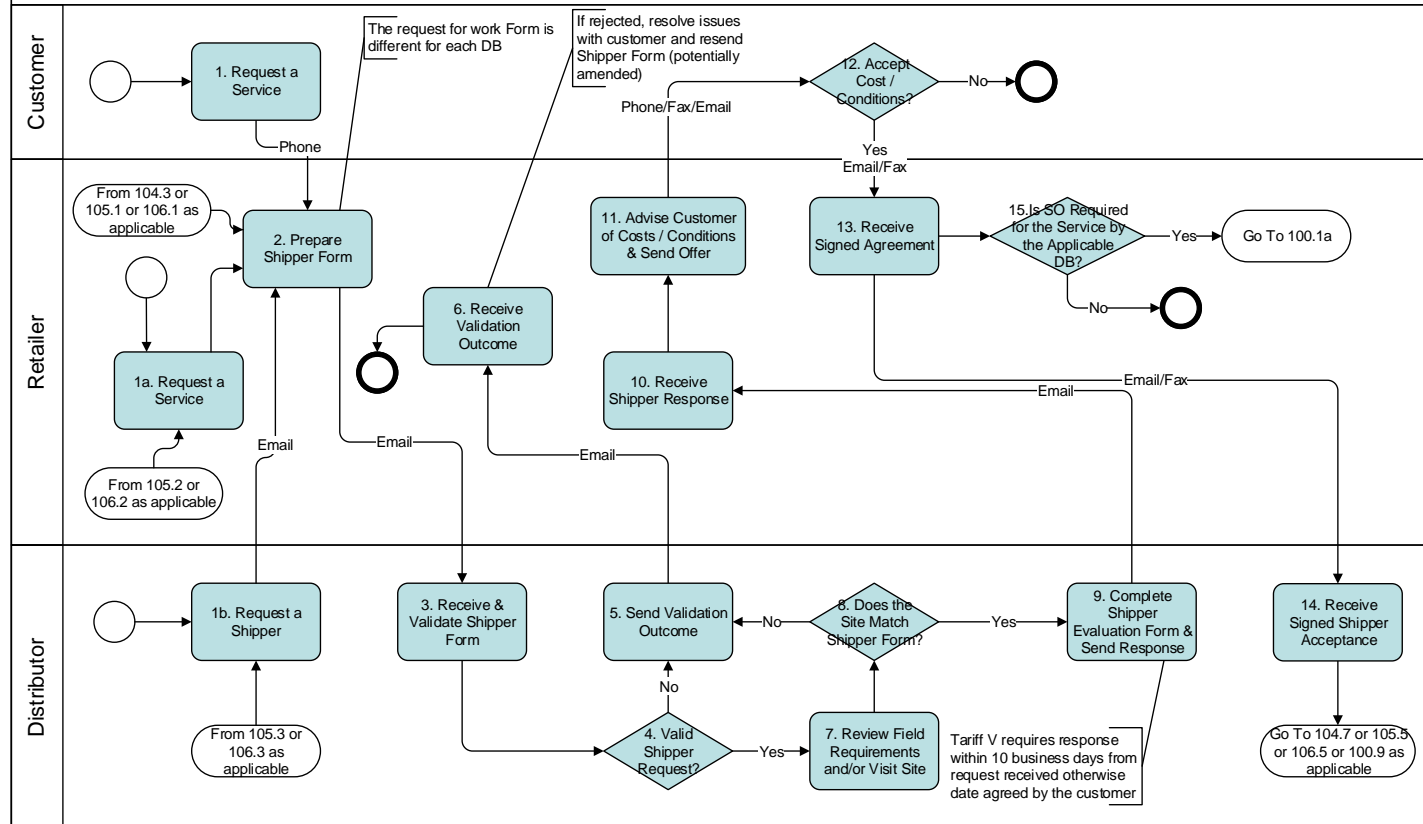 Customer
1. Request a
Service
The request for work Form is
different for each DB
If rejected, resolve issues
with customer and resend
Shipper Form (potentially
amended)
12. Accept
Cost /
Conditions?
No
Phone/Fax/Email
Phone
Yes
Email/Fax
Retailer
From 104.3 or
105.1 or 106.1 as
applicable
2. Prepare
Shipper Form
11. Advise Customer
of Costs / Conditions
& Send Offer
13. Receive
Signed Agreement
15.Is SO Required
for the Service by
the Applicable
DB?
Yes
Go To 100.1a
No
6. Receive
Validation
Outcome
1a. Request a
Service
10. Receive
Shipper Response
Email/Fax
Email
Email
Email
Email
From 105.2 or
106.2 as applicable
Distributor
1b. Request a
Shipper
3. Receive &
Validate Shipper
Form
5. Send Validation
Outcome
No
8. Does the
Site Match
Shipper Form?
Yes
9. Complete
Shipper
Evaluation Form &
Send Response
14. Receive
Signed Shipper
Acceptance
No
From 105.3 or
106.3 as
applicable
4. Valid
Shipper
Request?
Yes
7. Review Field
Requirements
and/or Visit Site
Tariff V requires response
within 10 business days from
request received otherwise
date agreed by the customer
Go To 104.7 or 105.5
or 106.5 or 100.9 as
applicable